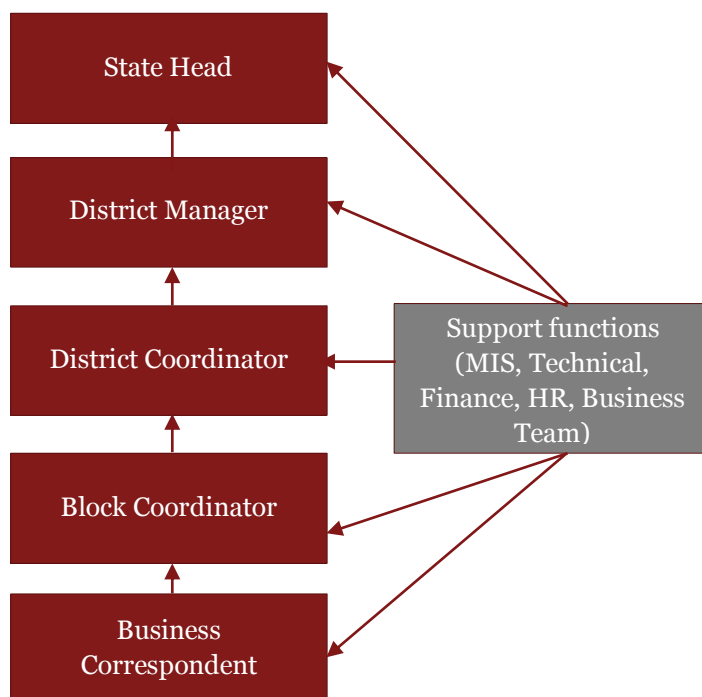 State Head
District Manager
District Coordinator
Support functions
(MIS, Technical,
Finance, HR, Business
Team)
Block Coordinator
Business
Correspondent